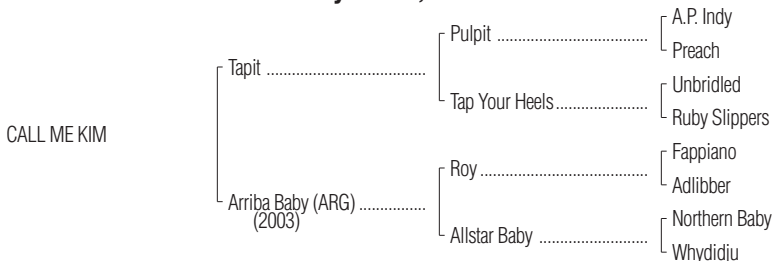 Pulpit
A.P. Indy
Preach
Tapit
Tap Your Heels
Unbridled
Ruby Slippers
CALL ME KIM
Roy
Fappiano
Adlibber
Arriba Baby (ARG)
(2003)
Allstar Baby
Northern Baby
Whydidju